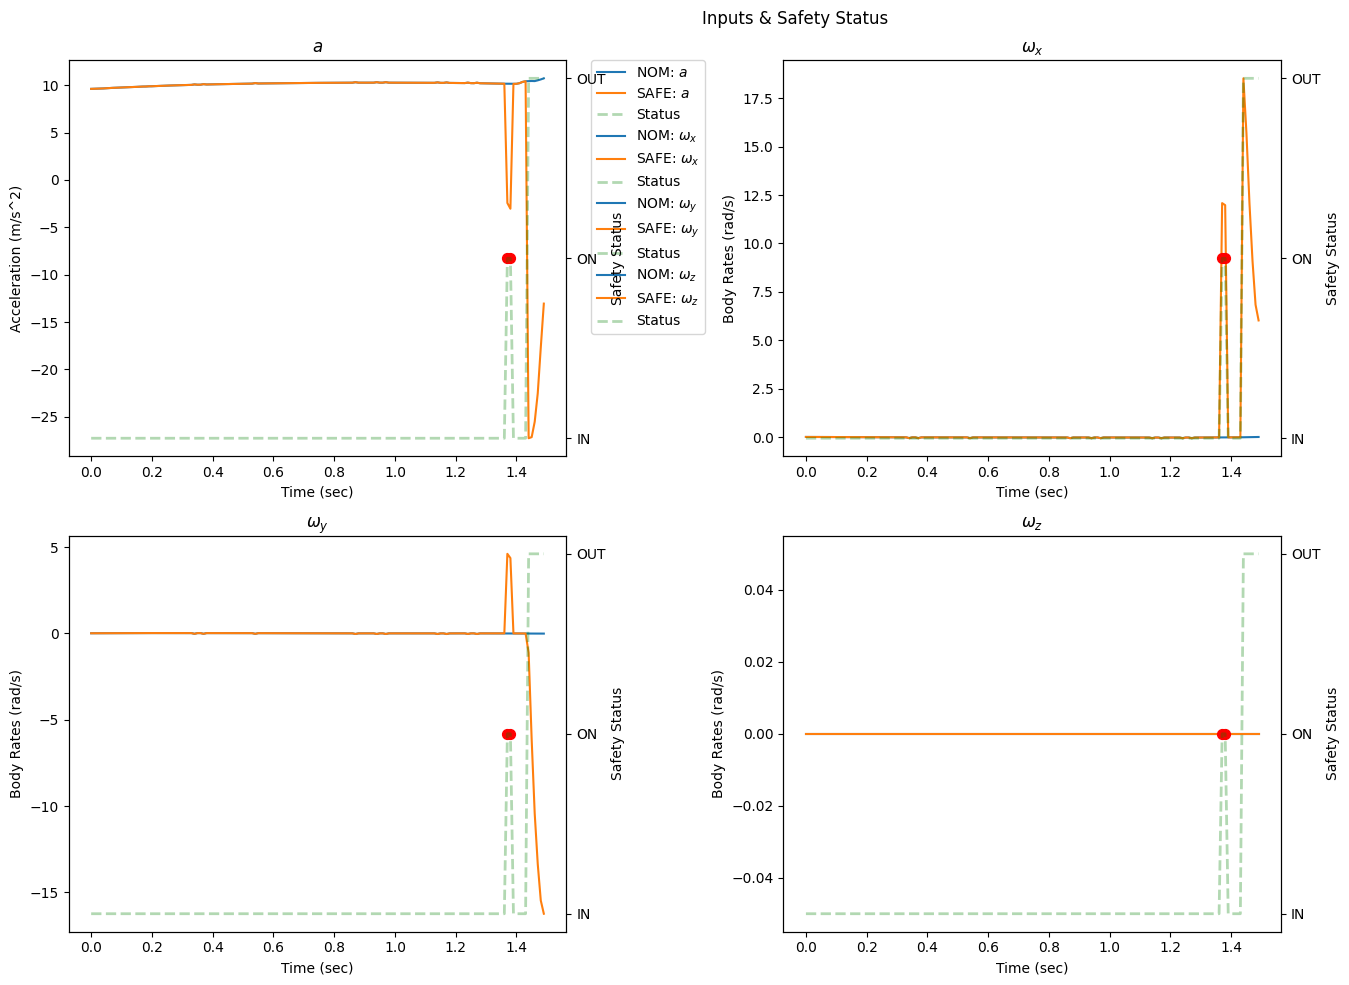 Inputs & Safety Status
a
10
5
0
−5
−10
−15
−20
−25
Acceleration (m/s^2)
0.0 0.2 0.4 0.6 0.8 1.0 1.2 1.4
Time (sec)
OUT
ON
IN
Safety Status
NOM: a
SAFE: a
Status
NOM: ωx
SAFE: ωx
Status
NOM: ωy
SAFE: ωy
Status
NOM: ωz
SAFE: ωz
Status
ωx
17.5
15.0
12.5
10.0
7.5
5.0
2.5
0.0
Body Rates (rad/s)
0.0 0.2 0.4 0.6 0.8 1.0 1.2 1.4
Time (sec)
OUT
ON
IN
Safety Status
ωy
5
0
−5
−10
−15
Body Rates (rad/s)
0.0 0.2 0.4 0.6 0.8 1.0 1.2 1.4
Time (sec)
OUT
ON
IN
Safety Status
ωz
0.04
0.02
0.00
−0.02
−0.04
Body Rates (rad/s)
0.0 0.2 0.4 0.6 0.8 1.0 1.2 1.4
Time (sec)
OUT
ON
IN
Safety Status